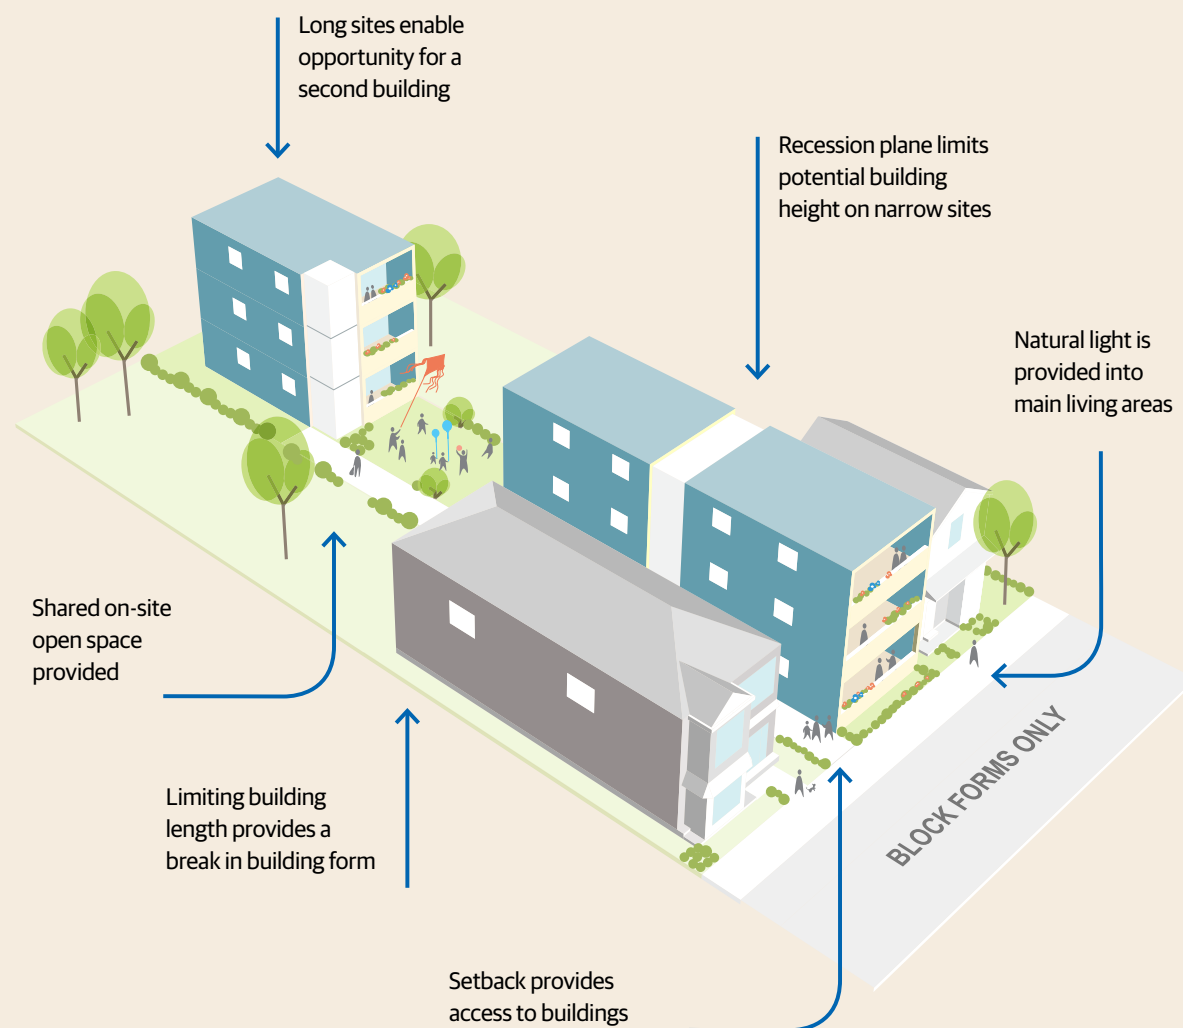 Long sites enable
opportunity for a
second building
Recession plane limits
potential building
height on narrow sites
Natural light is
provided into
main living areas
Shared on-site
open space
provided
Limiting building
length provides a
break in building form
BLOCK FORMS ONLY
Setback provides
access to buildings